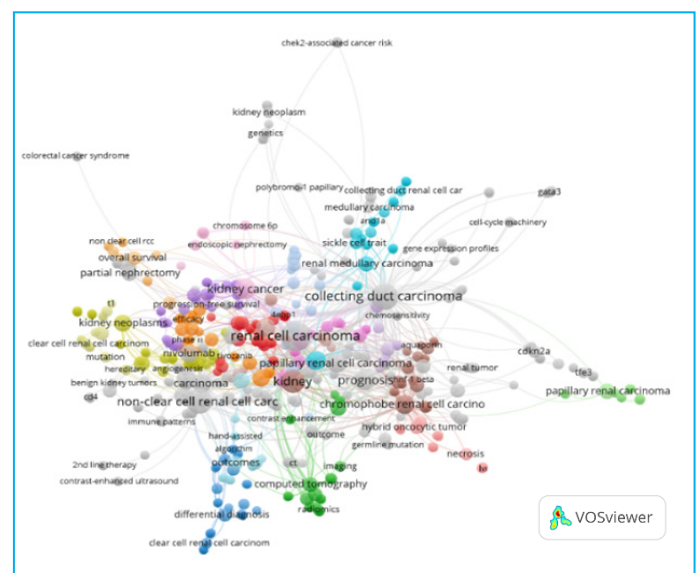 chek2-associated cancer risk
kidney neoplasm
genetics
colorectal cancer syndrome
polybromo-1 papillary
collecting duct renal cell car
gata3
medullary carcinoma
arid1a
chromosome 6p
cell-cycle machinery
non clear cell rcc
endoscopic nephrectomy
sickle cell trait
gene expression profiles
overall survival
renal medullary carcinoma
partial nephrectomy
kidney cancer
collecting duct carcinoma
t1
progression-free survival
chemosensitivity
kidney neoplasms
efficacy
renal cell carcinoma
clear cell renal cell carcinom
phase ii
aquaporin
mutation
nivolumab
tivozanib
cdkn2a
hereditary
angiogenesis
papillary renal cell carcinoma
renal tumor
tfe3
benign kidney tumors
carcinoma
kidney
prognosis
papillary renal carcinoma
cd4
non-clear cell renal cell carc
chromophobe renal cell carcino
immune patterns
contrast enhancement
hybrid oncocytic tumor
hand-assisted
outcome
germline mutation
algorithm
necrosis
2nd line therapy
outcomes
ct
imaging
contrast-enhanced ultrasound
computed tomography
radiomics
differential diagnosis
VOSviewer
clear cell renal cell carcinom